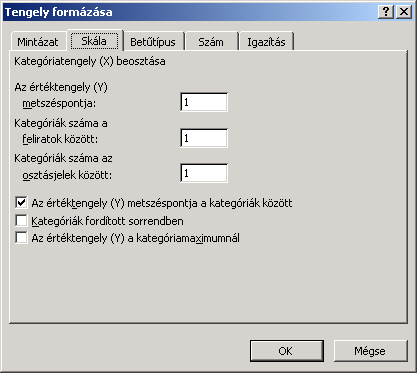 Tengely formázása
Mintázat Skála Betűtípus Szám Igazítás
Kategóriatengely (X) beosztása
Az értéktengely (Y)
metszéspontja: 1
Kategóriák száma a
feliratok között: 1
Kategóriák száma az
osztásjelek között: 1
Az értéktengely (Y) metszéspontja a kategóriák között
Kategóriák fordított sorrendben
Az értéktengely (Y) a kategóriamaximumnál
OK Mégse